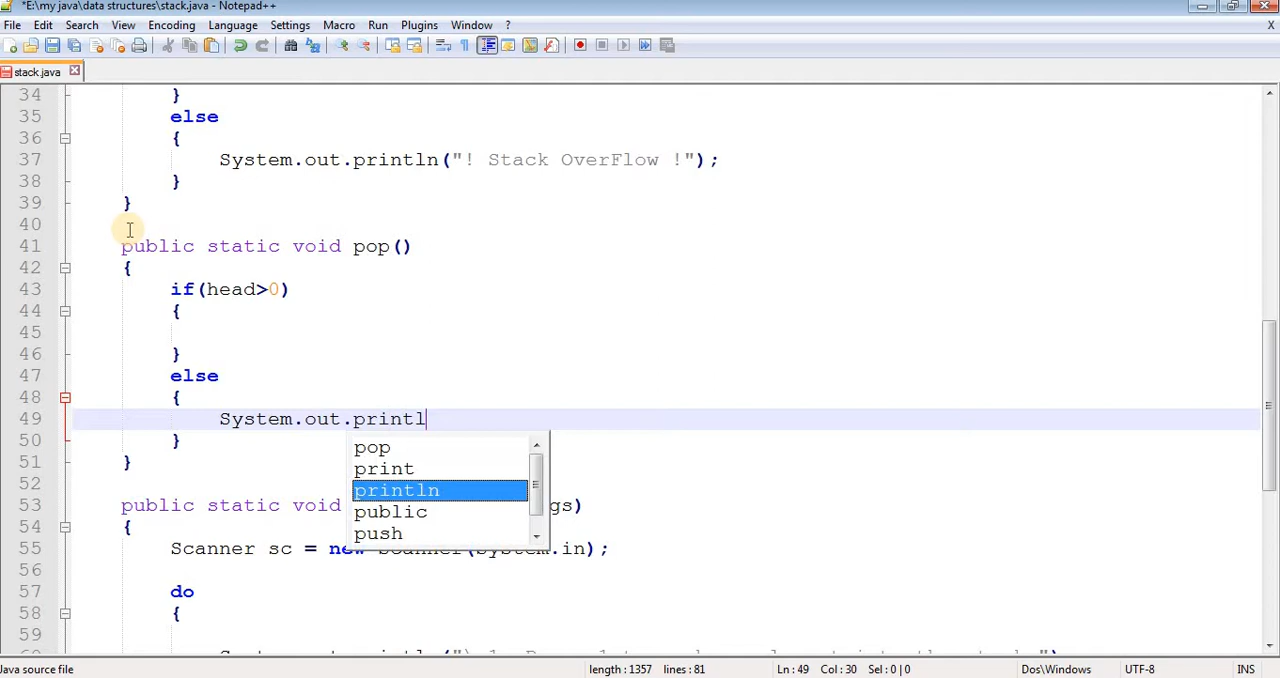 *E:\my java\data structures\stack.java - Notepad++
File Edit Search View Encoding Language Settings Macro Run Plugins Window ? X
stack.java
34 }
35 else
36 {
37 System.out.println("! Stack OverFlow !");
38 }
39 }
40
41 public static void pop()
42 {
43 if(head>0)
44 {
45
46 }
47 else
48 {
49 System.out.printl
50 }
51 }
52
53 public static void gs)
54 {
55 Scanner sc = new Scanner(System.in);
56
57 do
58 {
59
pop
print
println
public
push
Java source file length : 1357 lines : 81 Ln : 49 Col : 30 Sel : 0 | 0 Dos\Windows UTF-8 INS